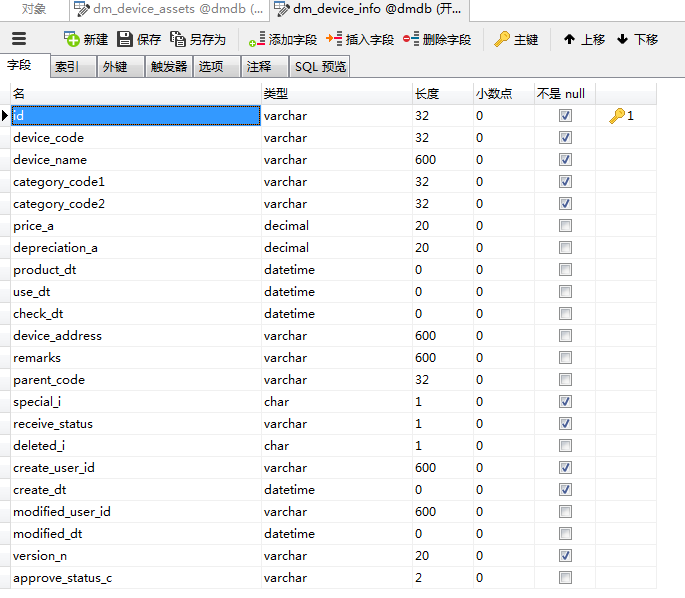 对象 dm_device_assets @dmdb (... dm_device_info @dmdb (开...
新建 保存 另存为 添加字段 插入字段 删除字段 主键 上移 下移
字段 索引 外键 触发器 选项 注释 SQL 预览
名 类型 长度 小数点 不是 null
id varchar 32 0 1
device_code varchar 32 0
device_name varchar 600 0
category_code1 varchar 32 0
category_code2 varchar 32 0
price_a decimal 20 0
depreciation_a decimal 20 0
product_dt datetime 0 0
use_dt datetime 0 0
check_dt datetime 0 0
device_address varchar 600 0
remarks varchar 600 0
parent_code varchar 32 0
special_i char 1 0
receive_status varchar 1 0
deleted_i char 1 0
create_user_id varchar 600 0
create_dt datetime 0 0
modified_user_id varchar 600 0
modified_dt datetime 0 0
version_n varchar 20 0
approve_status_c varchar 2 0